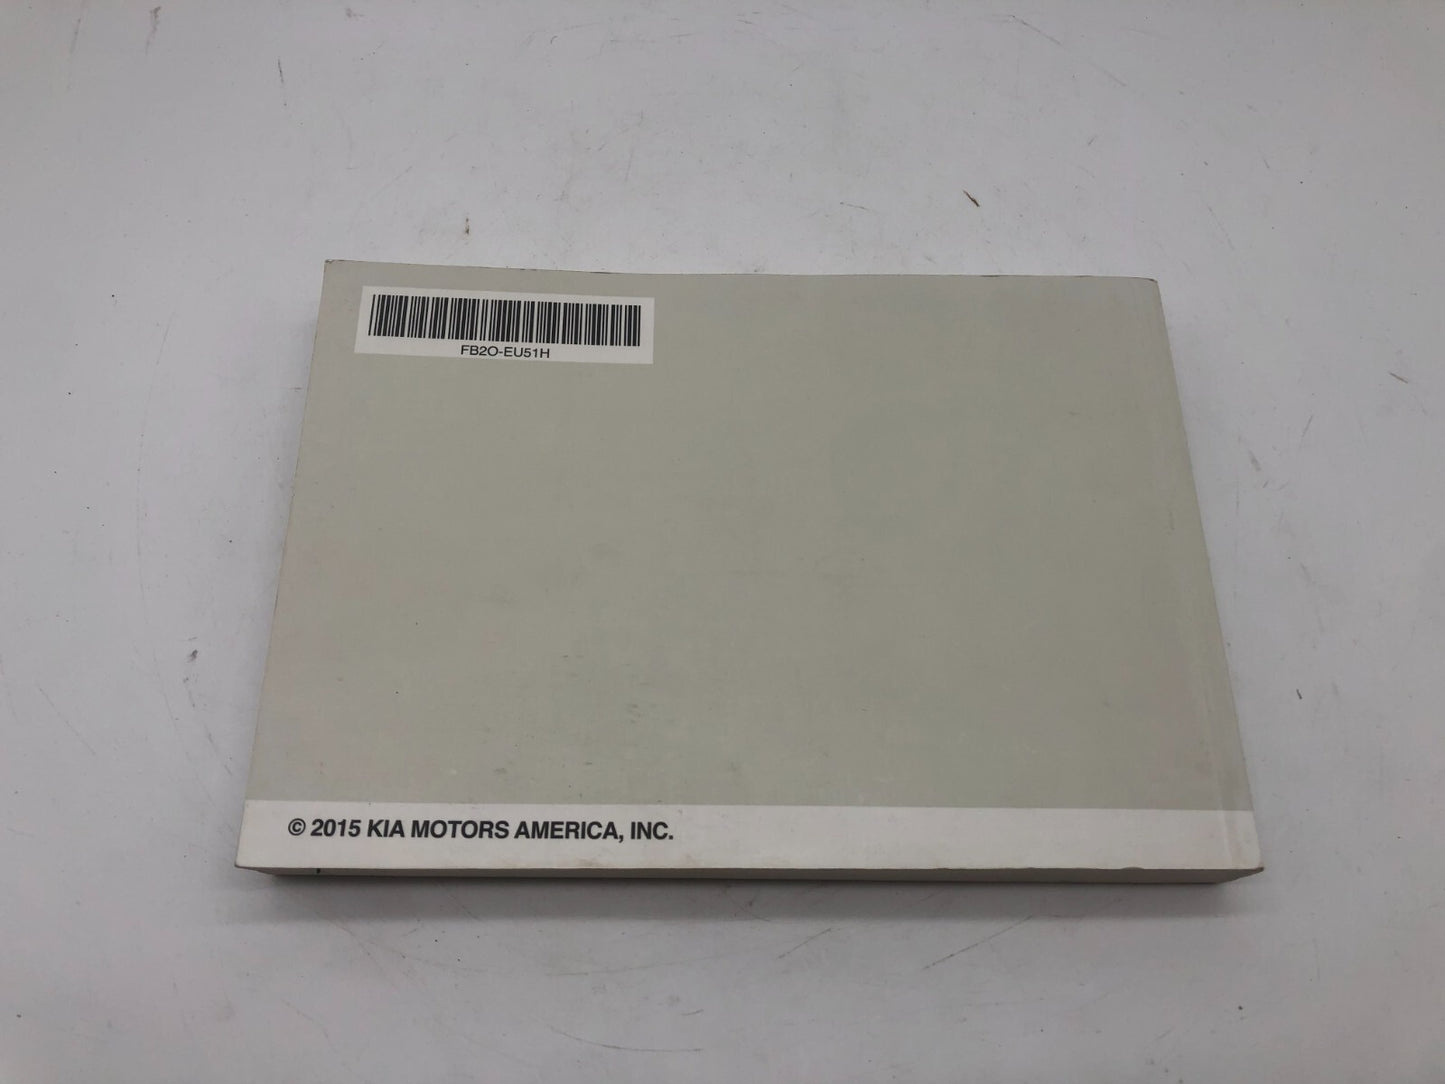 FB2O-EU51H
© 2015 KIA MOTORS AMERICA, INC.